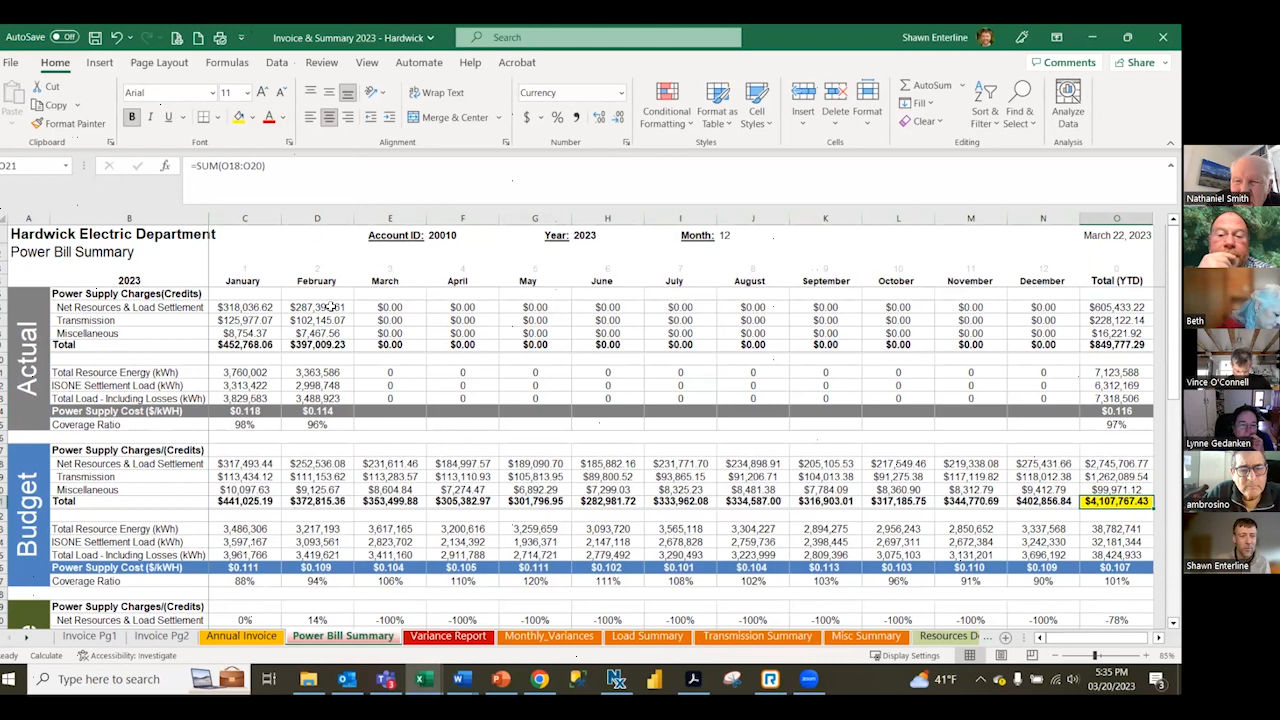 AutoSave Off Invoice & Summary 2023 - Hardwick Search Shawn Enterline
File Home Insert Page Layout Formulas Data Review View Automate Help Acrobat Comments Share
Cut Arial 11 Wrap Text Currency AutoSum
Copy Conditional Format as Cell Insert Delete Format Fill Sort & Find & Analyze
Paste Format Painter Merge & Center Formatting Table Styles Clear Filter Select Data
Clipboard Font Alignment Number Styles Cells Editing Analysis
O21 fx =SUM(O18:O20)
A B C D E F G H I J K L M N O
Hardwick Electric Department Account ID: 20010 Year: 2023 Month: 12 March 22, 2023
Power Bill Summary
1 2 3 4 5 6 7 8 9 10 11 12 0
2023 January February March April May June July August September October November December Total (YTD)
Actual
Power Supply Charges(Credits)
Net Resources & Load Settlement $318,036.62 $0.00 $0.00 $0.00 $0.00 $0.00 $0.00 $0.00 $0.00 $0.00 $0.00 $605,433.22
Transmission $125,977.07 $102,145.07 $0.00 $0.00 $0.00 $0.00 $0.00 $0.00 $0.00 $0.00 $0.00 $0.00 $228,122.14
Miscellaneous $8,754.37 $7,467.56 $0.00 $0.00 $0.00 $0.00 $0.00 $0.00 $0.00 $0.00 $0.00 $0.00 $16,221.92
Total $452,768.06 $397,009.23 $0.00 $0.00 $0.00 $0.00 $0.00 $0.00 $0.00 $0.00 $0.00 $0.00 $849,777.29
Total Resource Energy (kWh) 3,760,002 3,363,586 0 0 0 0 0 0 0 0 0 0 7,123,588
ISONE Settlement Load (kWh) 3,313,422 2,998,748 0 0 0 0 0 0 0 0 0 0 6,312,169
Total Load - Including Losses (kWh) 3,829,583 3,488,923 0 0 0 0 0 0 0 0 0 0 7,318,506
Power Supply Cost ($/kWH) $0.118 $0.114 $0.116
Coverage Ratio 98% 96% 97%
Budget
Power Supply Charges/(Credits)
Net Resources & Load Settlement $317,493.44 $252,536.08 $231,611.46 $184,997.57 $189,090.70 $185,882.16 $231,771.70 $234,898.91 $205,105.53 $217,549.46 $219,338.08 $275,431.66 $2,745,706.77
Transmission $113,434.12 $111,153.62 $113,283.57 $113,110.93 $105,813.95 $89,800.52 $93,865.15 $91,206.71 $104,013.38 $91,275.38 $117,119.82 $118,012.38 $1,262,089.54
Miscellaneous $10,097.63 $9,125.67 $8,604.84 $7,274.47 $6,892.29 $7,299.03 $8,325.23 $8,481.38 $7,784.09 $8,360.90 $8,312.79 $9,412.79 $99,971.12
Total $441,025.19 $372,815.36 $353,499.88 $305,382.97 $301,796.95 $282,981.72 $333,962.08 $334,587.00 $316,903.01 $317,185.75 $344,770.69 $402,856.84 $4,107,767.43
Total Resource Energy (kWh) 3,486,306 3,217,193 3,617,165 3,200,616 3,259,659 3,093,720 3,565,118 3,304,227 2,894,275 2,956,243 2,850,652 3,337,568 38,782,741
ISONE Settlement Load (kWh) 3,597,167 3,093,561 2,823,702 2,134,392 1,936,371 2,147,118 2,678,828 2,759,736 2,398,445 2,697,311 2,672,384 3,242,330 32,181,344
Total Load - Including Losses (kWh) 3,961,766 3,419,621 3,411,160 2,911,788 2,714,721 2,779,492 3,290,493 3,223,999 2,809,396 3,075,103 3,131,201 3,696,192 38,424,933
Power Supply Cost ($/kWH) $0.111 $0.109 $0.104 $0.105 $0.111 $0.102 $0.101 $0.104 $0.113 $0.103 $0.110 $0.109 $0.107
Coverage Ratio 88% 94% 106% 110% 120% 111% 108% 102% 103% 96% 91% 90% 101%
Power Supply Charges/(Credits)
Net Resources & Load Settlement 0% 14% -100% -100% -100% -100% -100% -100% -100% -100% -100% -100% -78%
Invoice Pg1 Invoice Pg2 Annual Invoice Power Bill Summary Variance Report Monthly_Variances Load Summary Transmission Summary Misc Summary Resources D ...
Calculate Accessibility: Investigate Display Settings 85%
Type here to search 41°F 5:35 PM
03/20/2023
Nathaniel Smith
Beth
Vince O'Connell
Lynne Gedanken
ambrosino
Shawn Enterline